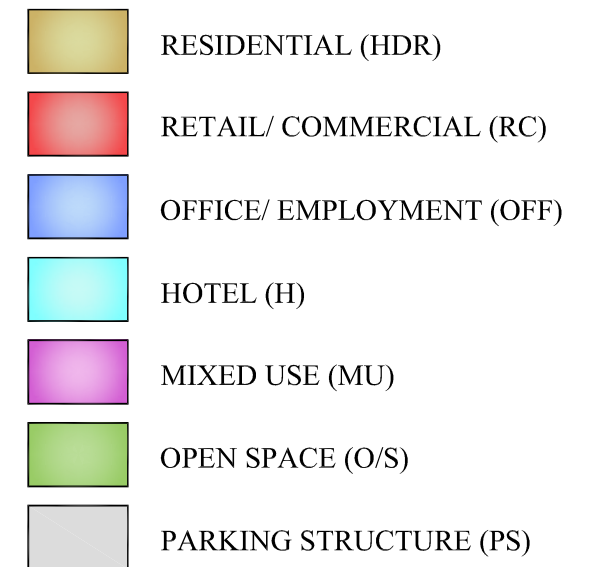 RESIDENTIAL (HDR)
RETAIL/ COMMERCIAL (RC)
OFFICE/ EMPLOYMENT (OFF)
HOTEL (H)
MIXED USE (MU)
OPEN SPACE (O/S)
PARKING STRUCTURE (PS)